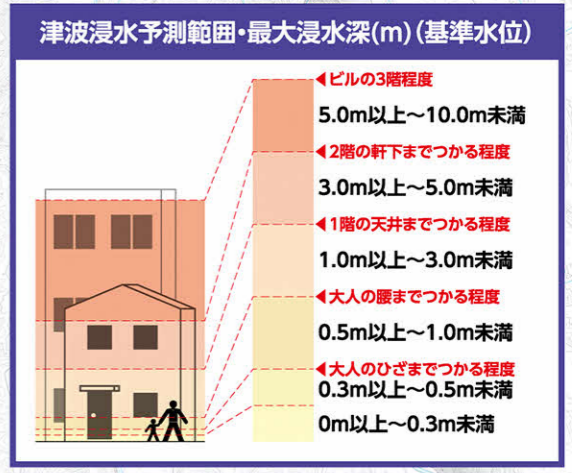 津波浸水予測範囲・最大浸水深(m)(基準水位)
◀ビルの3階程度
5.0m以上～10.0m未満
◀2階の軒下までつかる程度
3.0m以上～5.0m未満
◀1階の天井までつかる程度
1.0m以上～3.0m未満
◀大人の腰までつかる程度
0.5m以上～1.0m未満
◀大人のひざまでつかる程度
0.3m以上～0.5m未満
0m以上～0.3m未満